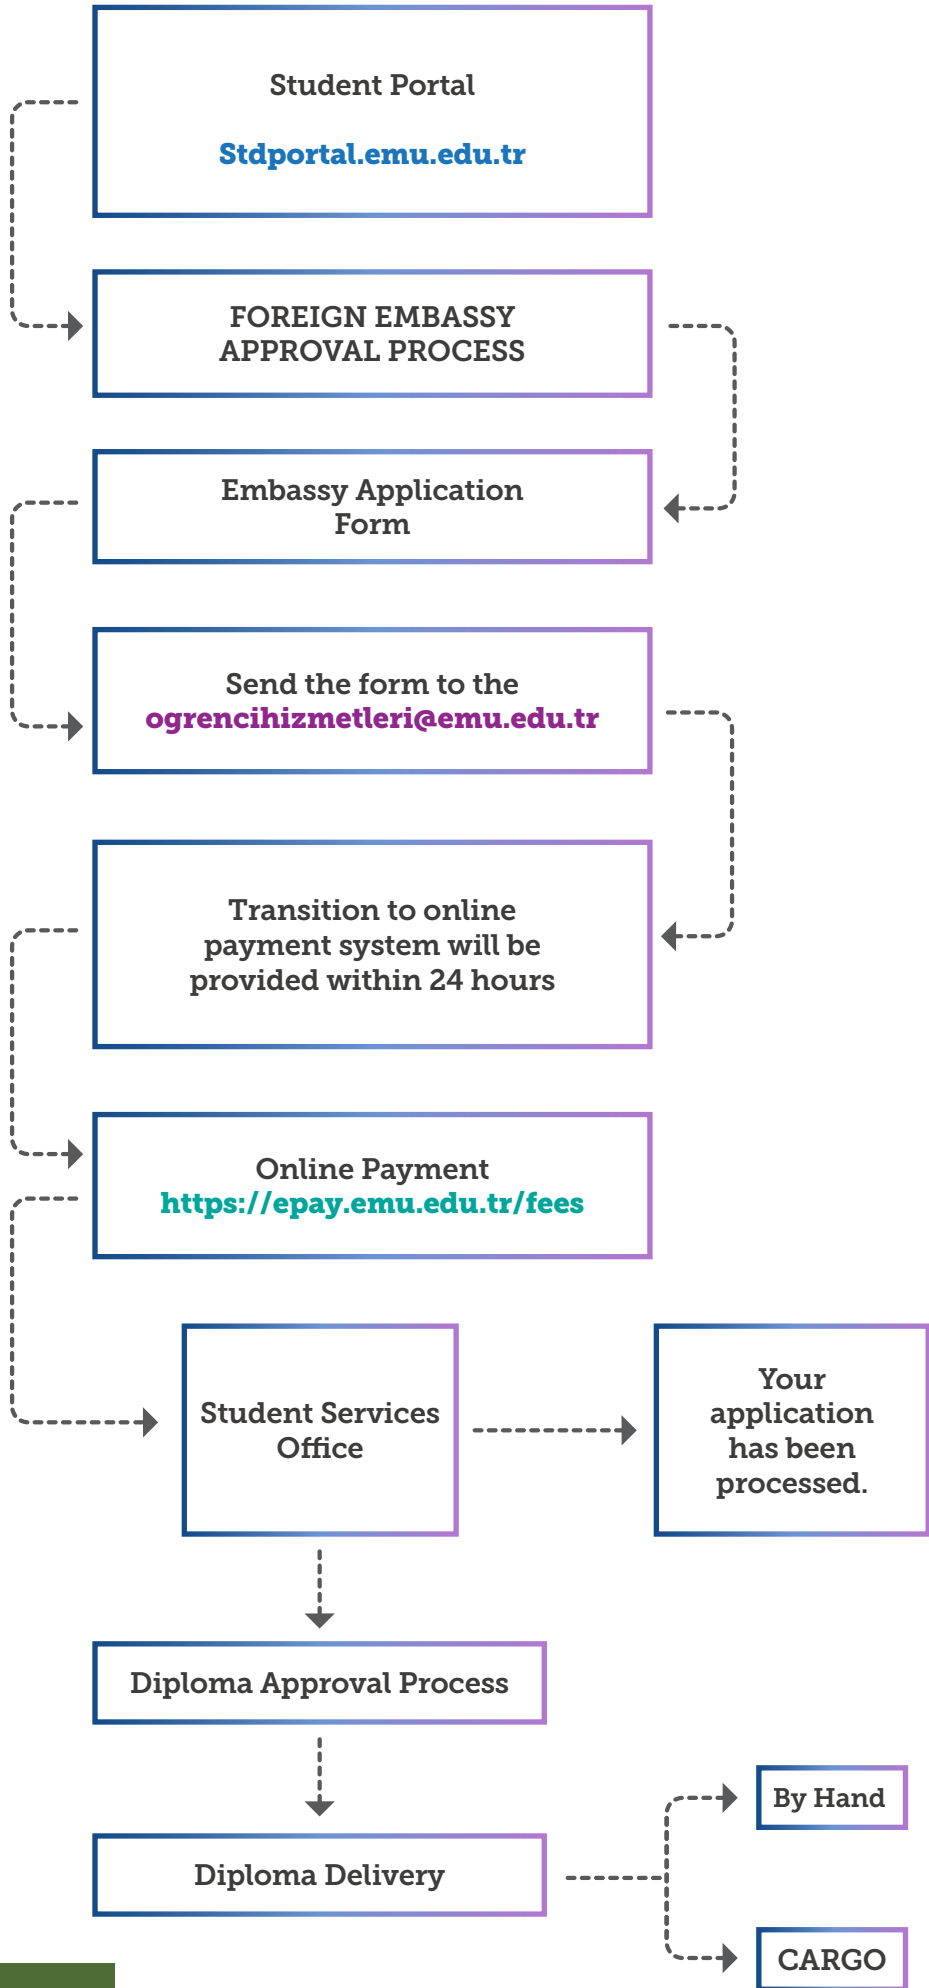 Student Portal
Stdportal.emu.edu.tr
FOREIGN EMBASSY
APPROVAL PROCESS
Embassy Application
Form
Send the form to the
ogrencihizmetleri@emu.edu.tr
Transition to online
payment system will be
provided within 24 hours
Online Payment
https://epay.emu.edu.tr/fees
Student Services
Office
Your
application
has been
processed.
Diploma Approval Process
Diploma Delivery
By Hand
CARGO